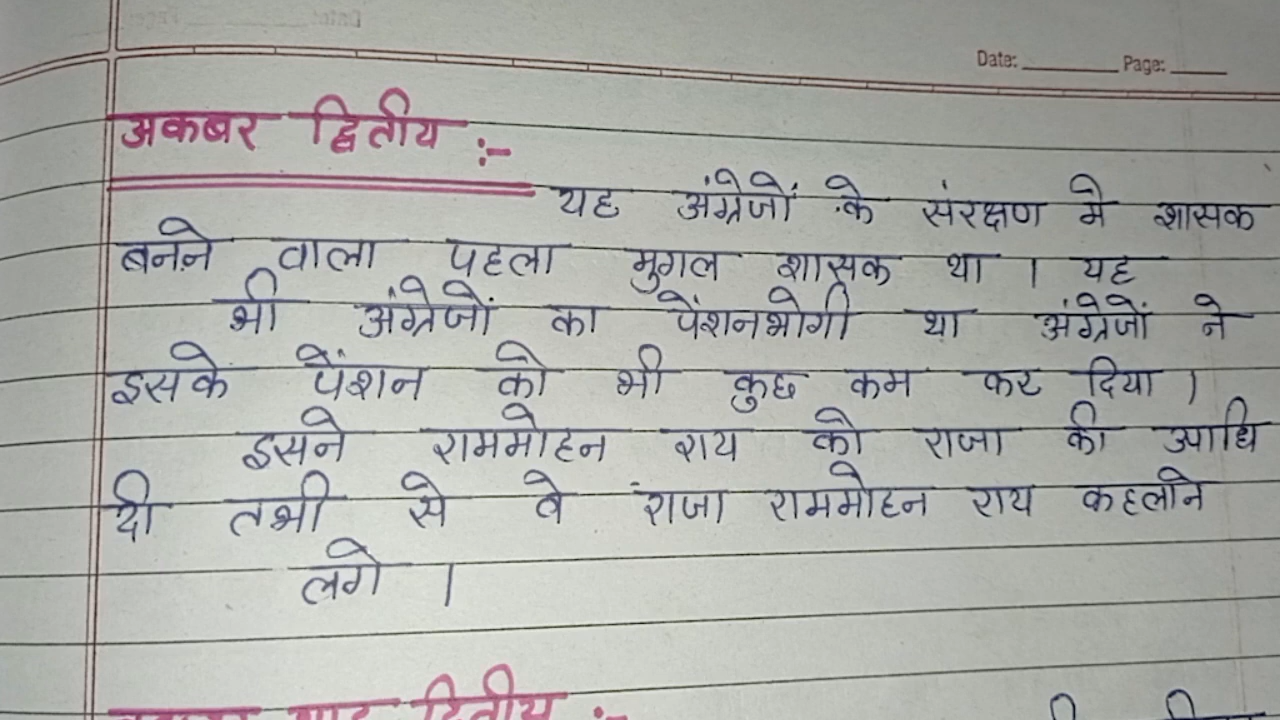 Date: Page:
अकबर द्वितीय :-
यह अंग्रेजों के संरक्षण मे शासक
बनने वाला पहला मुगल शासक था । यह
भी अंग्रेजों का पेंशनभोगी था अंग्रेजों ने
इसके पेंशन को भी कुछ कम कर दिया ।
इसने राममोहन राय को राजा की उपाधि
दी तभी से वे राजा राममोहन राय कहलाने
लगे ।
द्वितीय :-